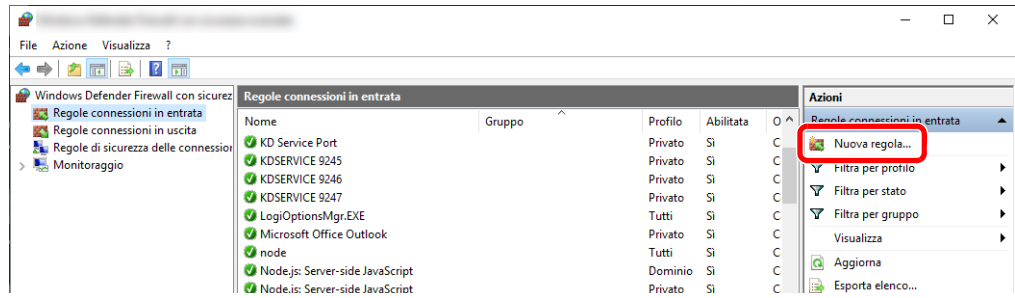 File Azione Visualizza ?
Windows Defender Firewall con sicurez
Regole connessioni in entrata
Regole connessioni in uscita
Regole di sicurezza delle connession
Monitoraggio
Regole connessioni in entrata
Nome Gruppo Profilo Abilitata O
KD Service Port Privato Sì C
KDSERVICE 9245 Privato Sì C
KDSERVICE 9246 Privato Sì C
KDSERVICE 9247 Privato Sì C
LogiOptionsMgr.EXE Tutti Sì C
Microsoft Office Outlook Privato Sì C
node Tutti Sì C
Node.js: Server-side JavaScript Dominio Sì C
Node.js: Server-side JavaScript Privato Sì C
Azioni
Regole connessioni in entrata
Nuova regola...
Filtra per profilo
Filtra per stato
Filtra per gruppo
Visualizza
Aggiorna
Esporta elenco...